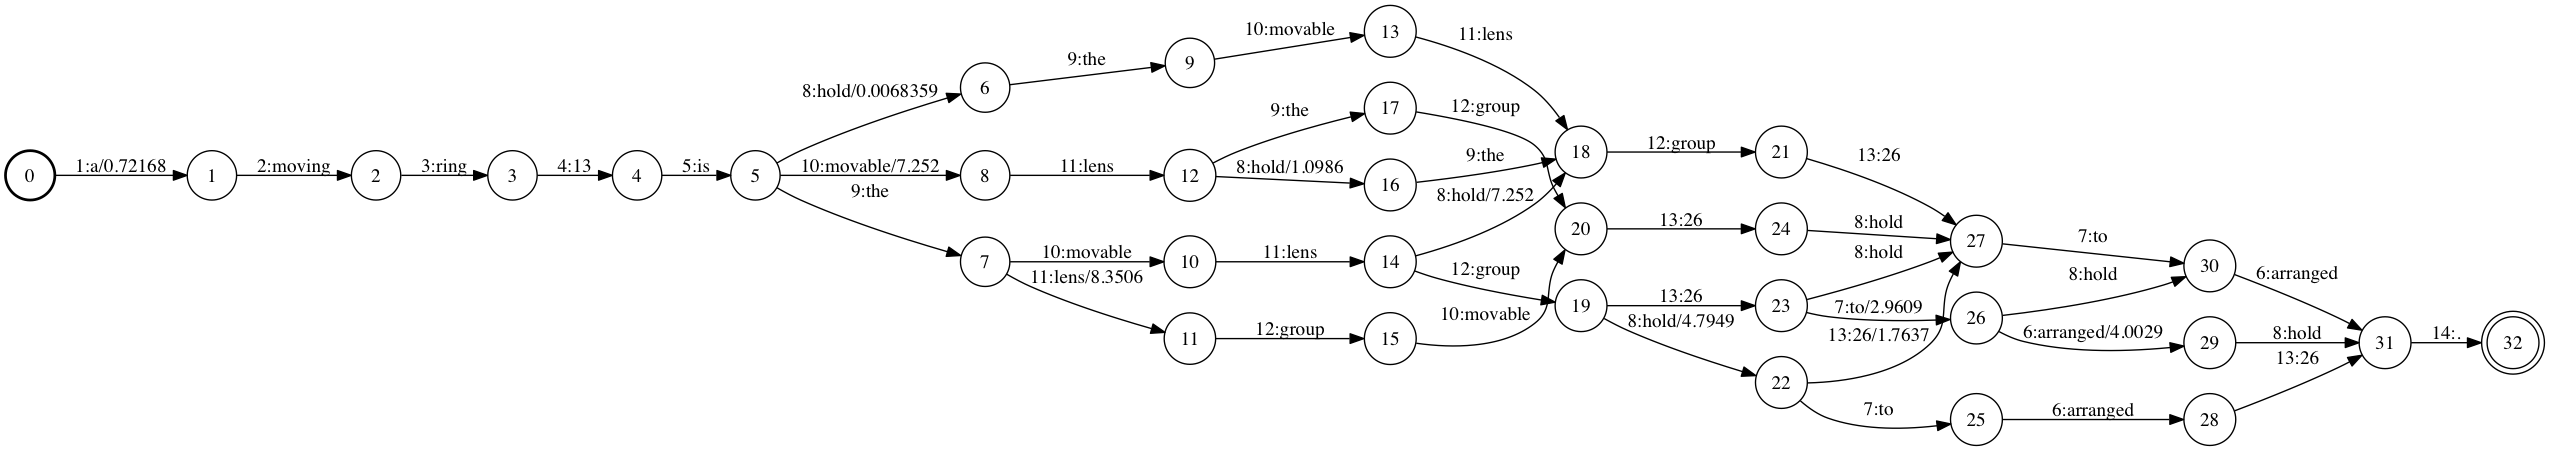 0 1:a/0.72168 1 2:moving 2 3:ring 3 4:13 4 5:is 5
8:hold/0.0068359 6 9:the 9 10:movable 13 11:lens
10:movable/7.252 8 11:lens 12 9:the 17 12:group
8:hold/1.0986 16 9:the 18 12:group 21 13:26
9:the 7 10:movable 10 11:lens 14 8:hold/7.252
12:group 20 13:26 24 8:hold 27 7:to 30 6:arranged
11:lens/8.3506 11 12:group 15 10:movable
19 13:26 23 8:hold
7:to/2.9609 26 8:hold
8:hold/4.7949 22 13:26/1.7637
6:arranged/4.0029 29 8:hold 31 14:. 32
7:to 25 6:arranged 28 13:26